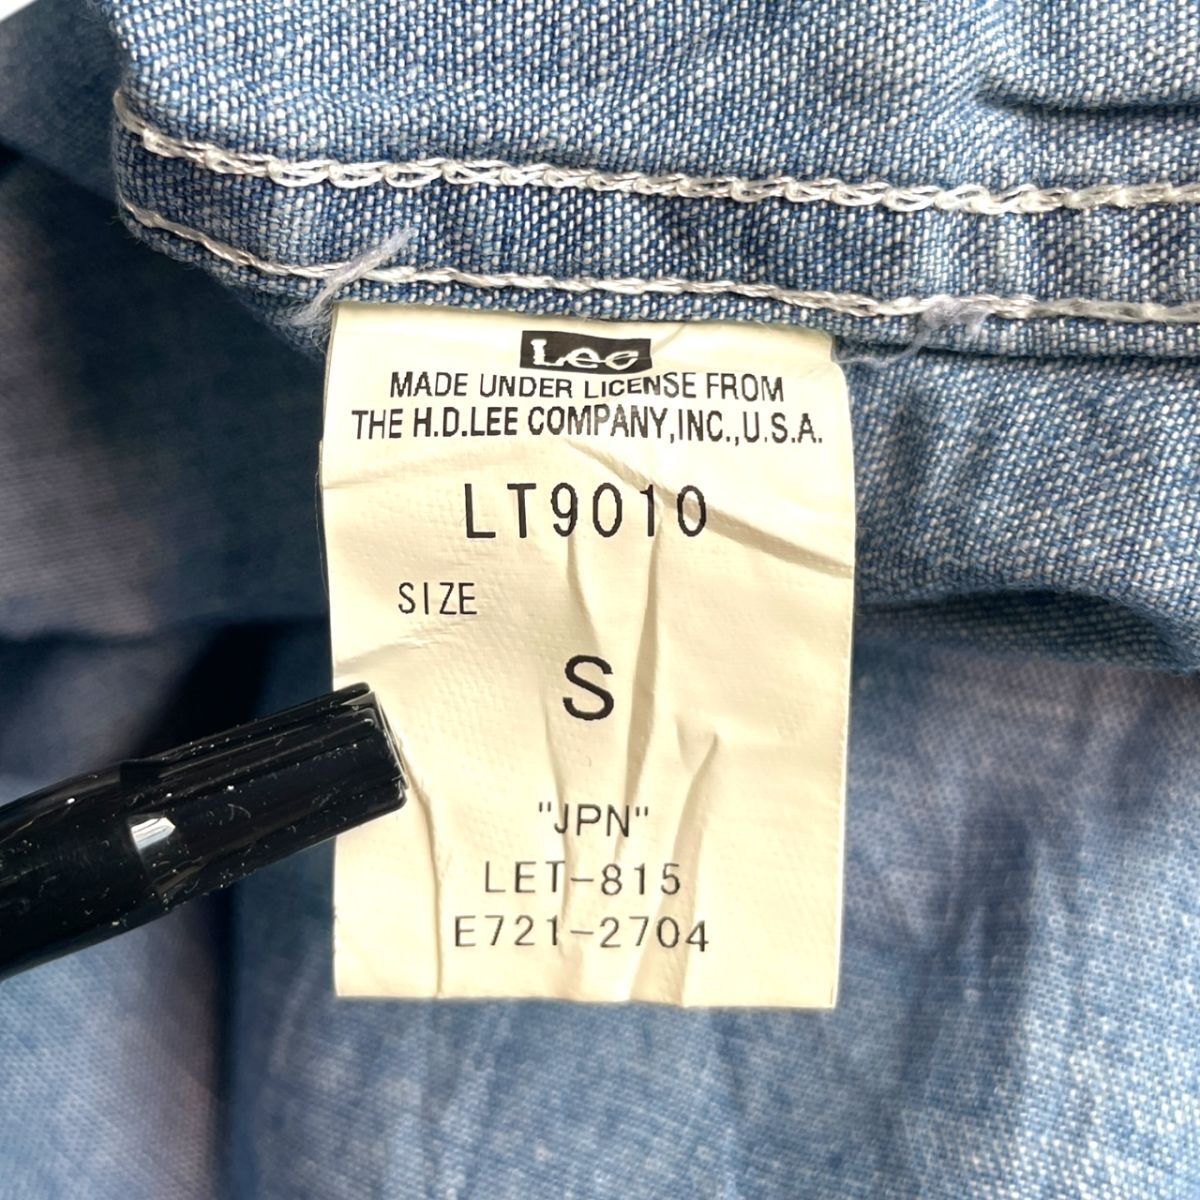 Lee
MADE UNDER LICENSE FROM
THE H.D.LEE COMPANY,INC.,U.S.A.
LT9010
SIZE
S
"JPN"
LET-815
E721-2704